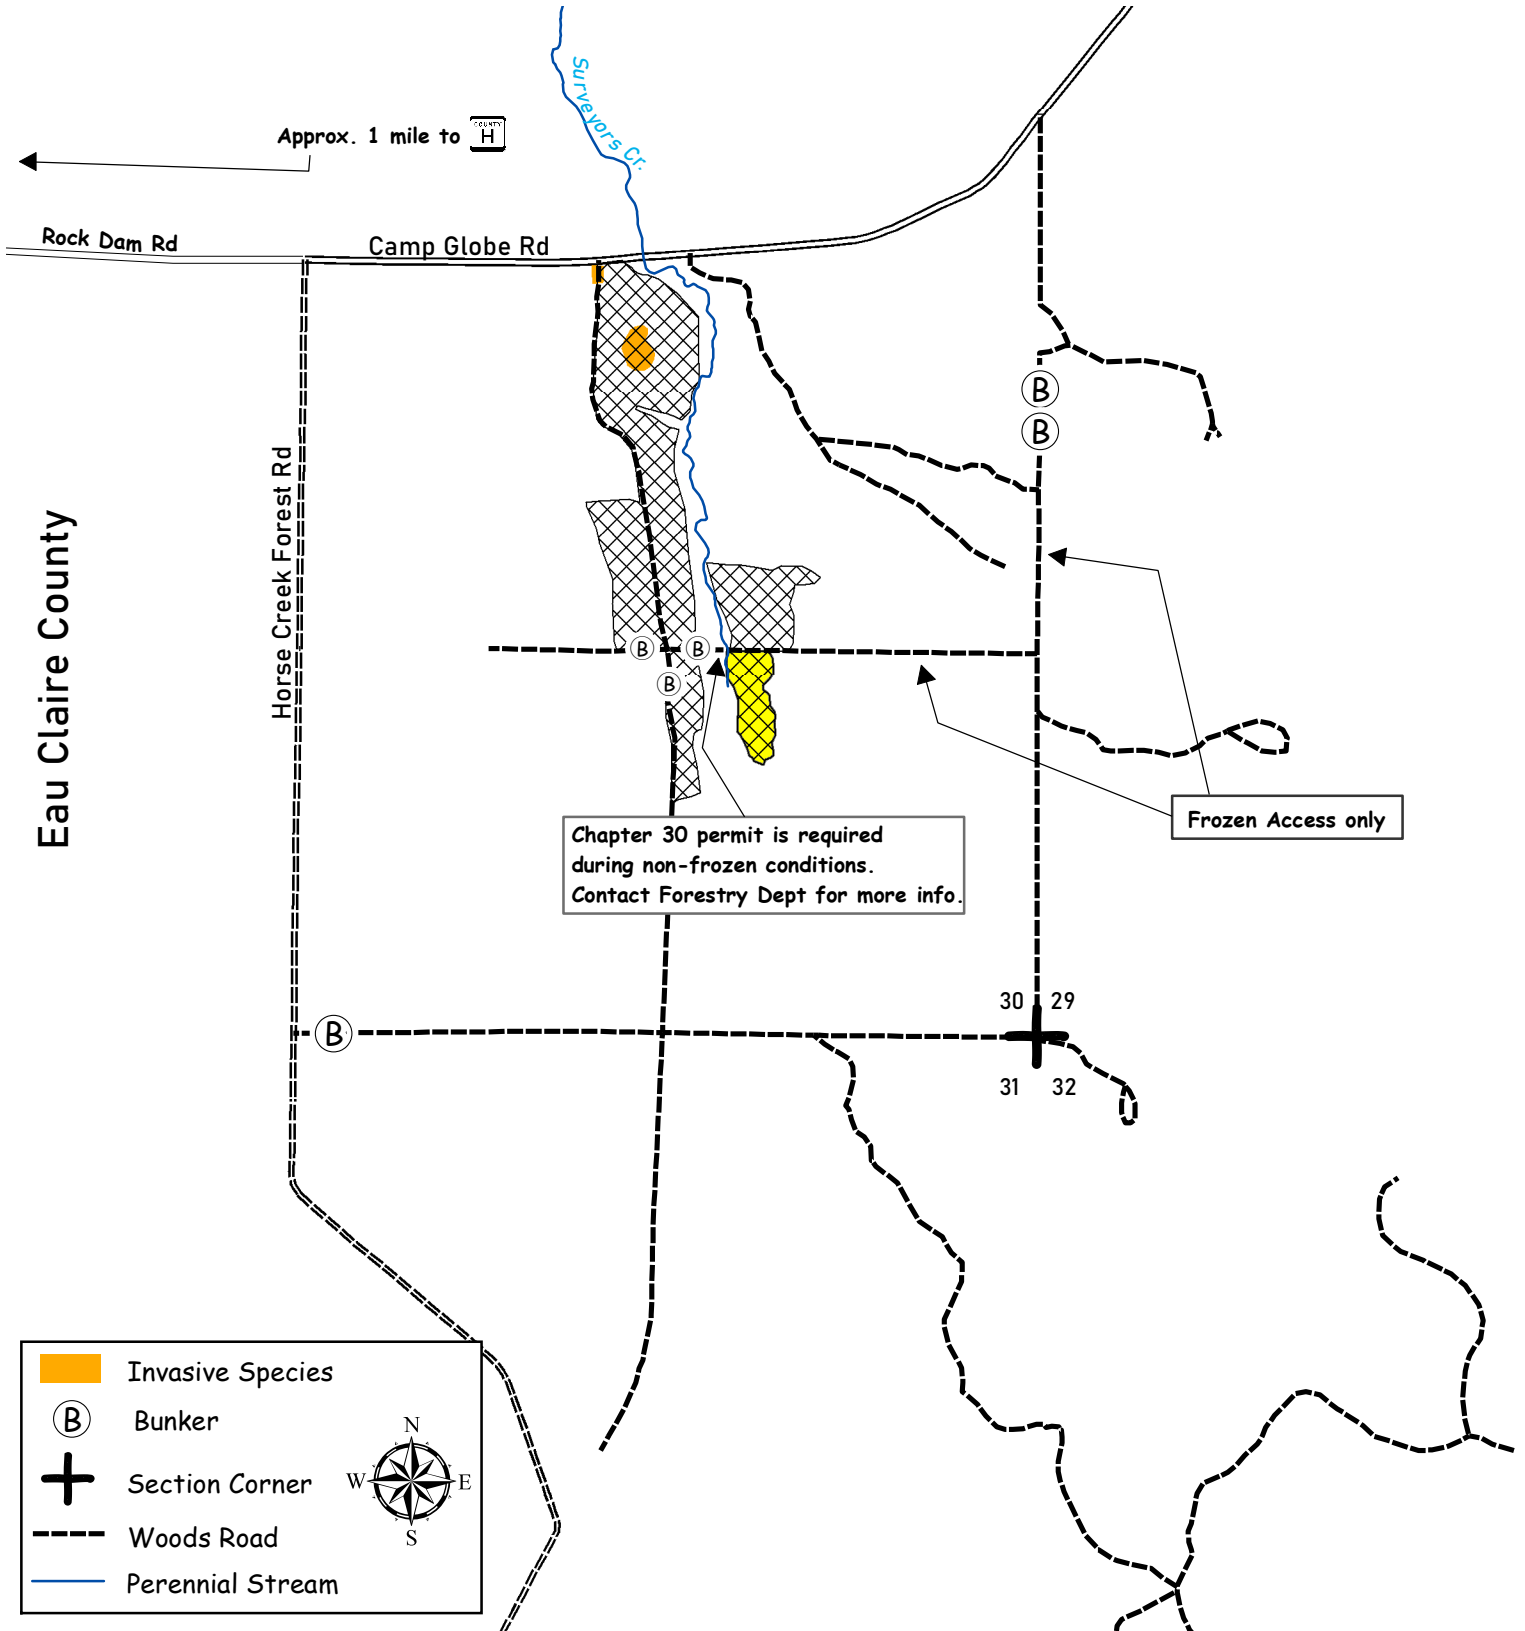 Surveyors Cr.
Approx. 1 mile to
COUNTY
H
Rock Dam Rd
Camp Globe Rd
B
B
Horse Creek Forest Rd
Eau Claire County
B
B
B
Frozen Access only
Chapter 30 permit is required
during non-frozen conditions.
Contact Forestry Dept for more info.
30 29
B
31 32
Invasive Species
B Bunker
Section Corner
Woods Road
Perennial Stream
N
W E
S